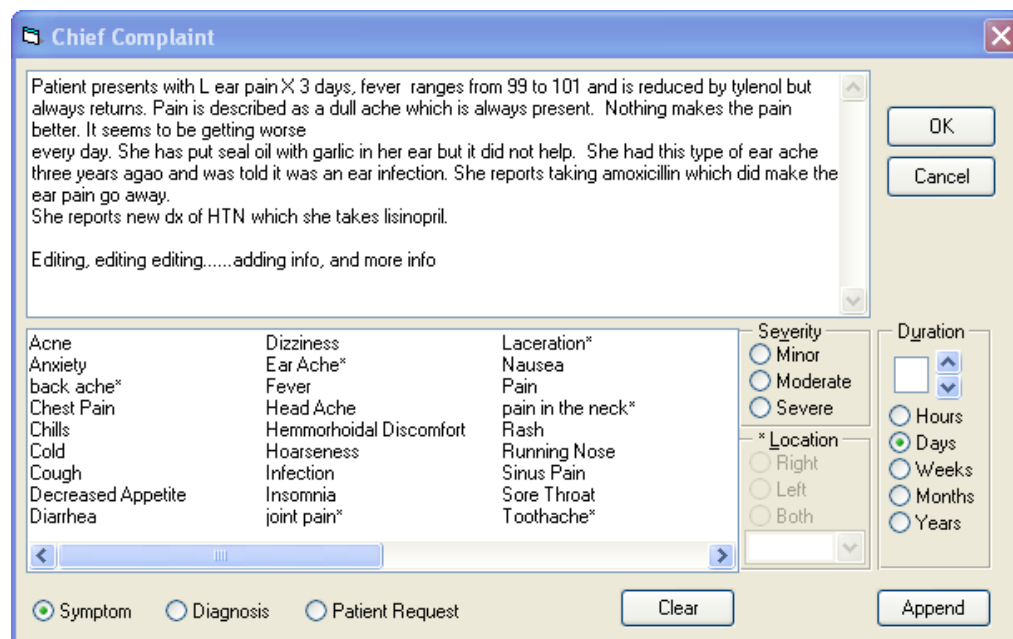 Chief Complaint
Patient presents with L ear pain X 3 days, fever ranges from 99 to 101 and is reduced by tylenol but
always returns. Pain is described as a dull ache which is always present. Nothing makes the pain
better. It seems to be getting worse
every day. She has put seal oil with garlic in her ear but it did not help. She had this type of ear ache
three years agao and was told it was an ear infection. She reports taking amoxicillin which did make the
ear pain go away.
She reports new dx of HTN which she takes lisinopril.
Editing, editing editing......adding info, and more info
OK
Cancel
Acne
Anxiety
back ache*
Chest Pain
Chills
Cold
Cough
Decreased Appetite
Diarrhea
Dizziness
Ear Ache*
Fever
Head Ache
Hemmorhoidal Discomfort
Hoarseness
Infection
Insomnia
joint pain*
Laceration*
Nausea
Pain
pain in the neck*
Rash
Running Nose
Sinus Pain
Sore Throat
Toothache*
Severity
Minor
Moderate
Severe
* Location
Right
Left
Both
Duration
Hours
Days
Weeks
Months
Years
Symptom
Diagnosis
Patient Request
Clear
Append